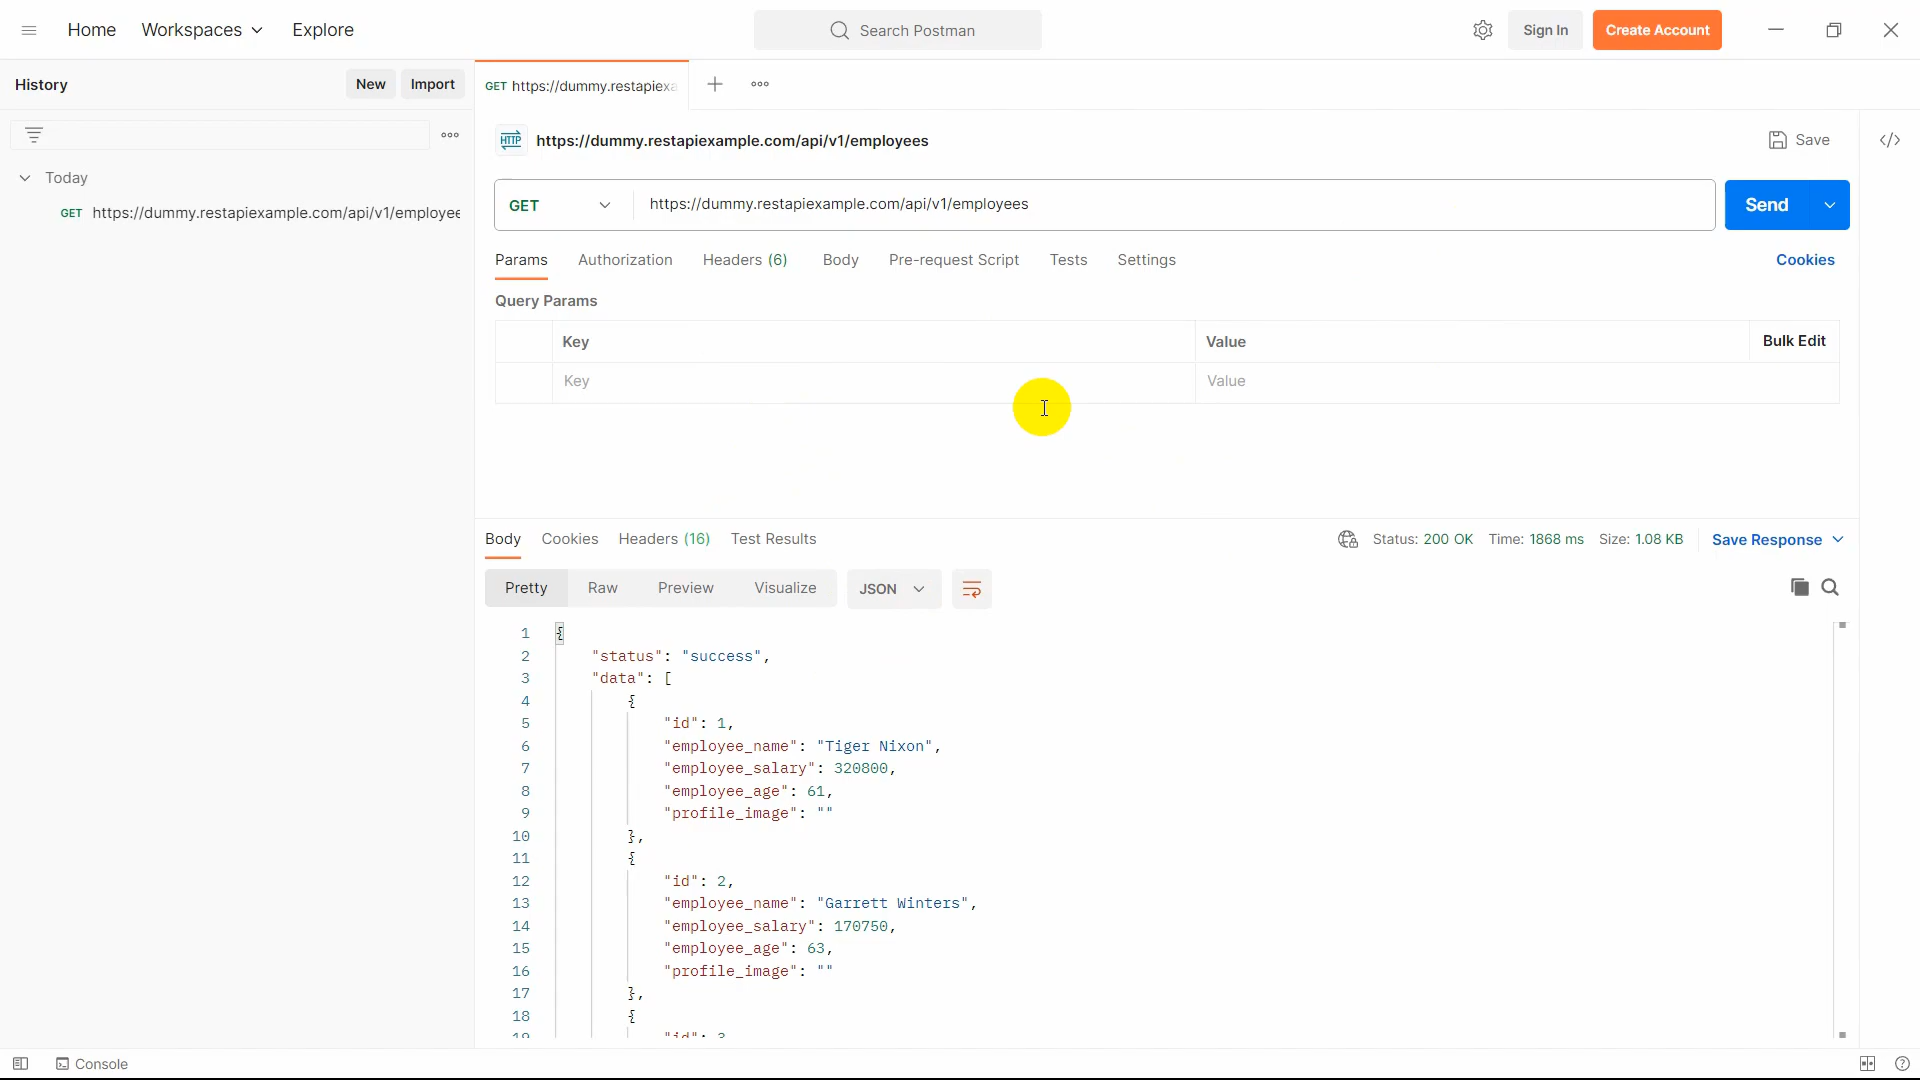 Home Workspaces Explore Search Postman Sign In Create Account
History New Import GET https://dummy.restapiexa
HTTP https://dummy.restapiexample.com/api/v1/employees Save </>
Today
GET https://dummy.restapiexample.com/api/v1/employee
GET https://dummy.restapiexample.com/api/v1/employees Send
Params Authorization Headers (6) Body Pre-request Script Tests Settings Cookies
Query Params
Key Value Bulk Edit
Key Value
Body Cookies Headers (16) Test Results Status: 200 OK Time: 1868 ms Size: 1.08 KB Save Response
Pretty Raw Preview Visualize JSON
1 {
2 "status": "success",
3 "data": [
4 {
5 "id": 1,
6 "employee_name": "Tiger Nixon",
7 "employee_salary": 320800,
8 "employee_age": 61,
9 "profile_image": ""
10 },
11 {
12 "id": 2,
13 "employee_name": "Garrett Winters",
14 "employee_salary": 170750,
15 "employee_age": 63,
16 "profile_image": ""
17 },
18 {
19 "id": 3
Console